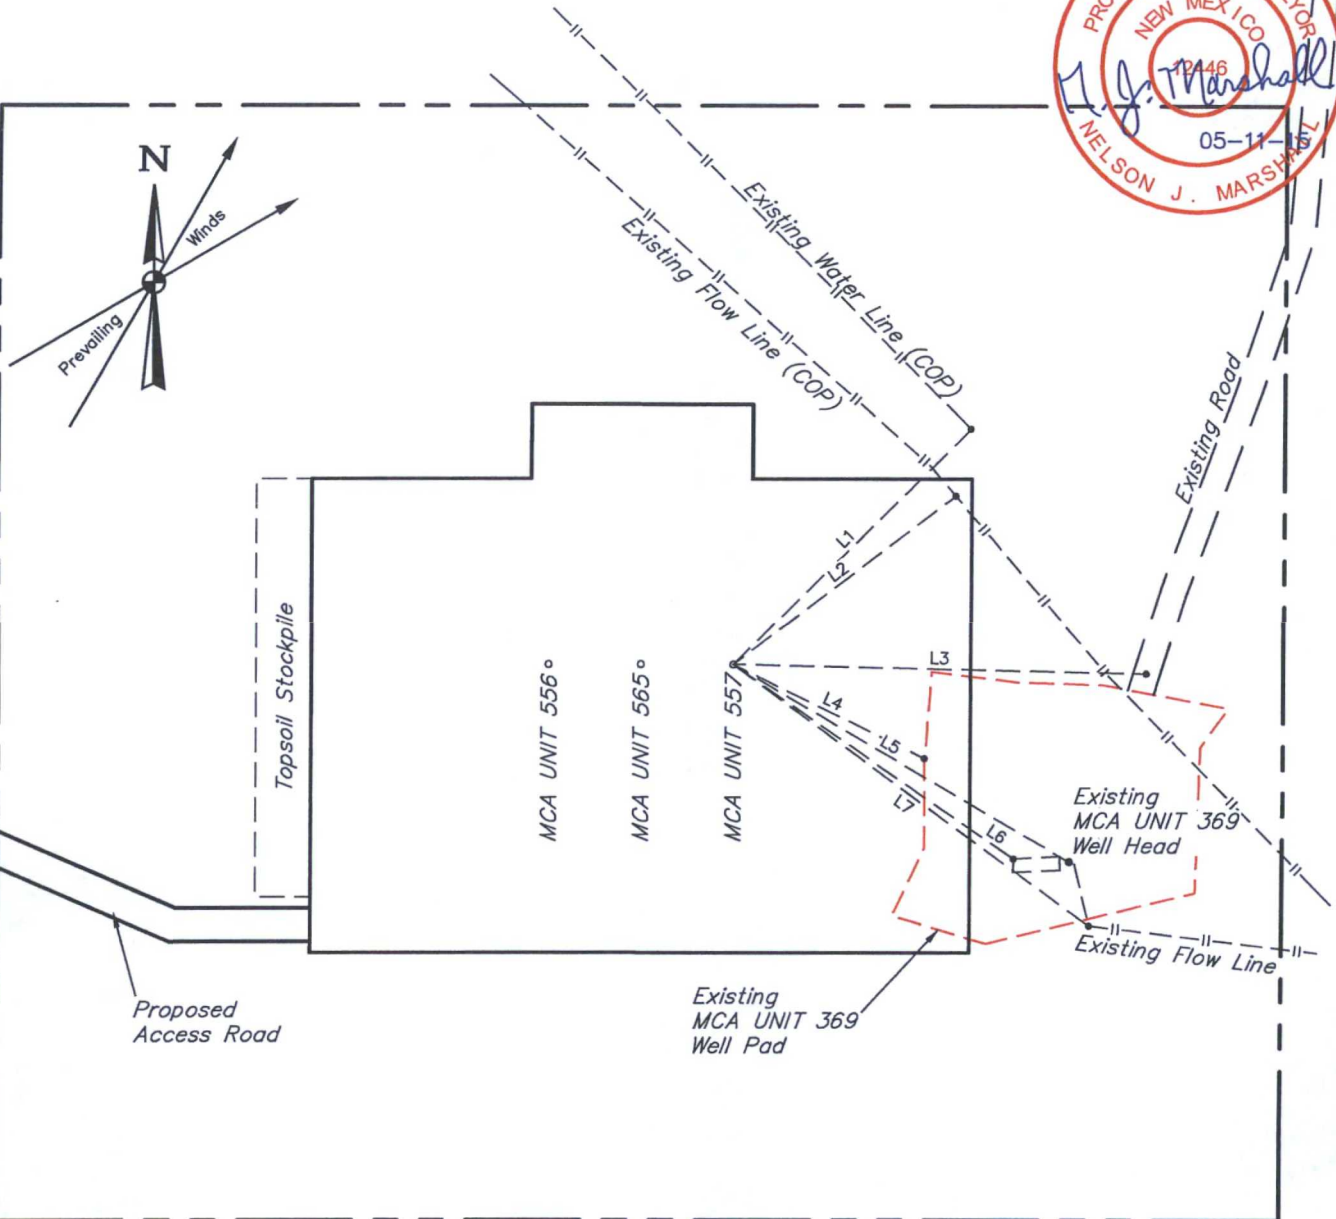 NEW MEXICO
12446
N. J. Marshall
05-11-15
NELSON J. MARSHALL
N
Winds
Prevailing
Existing Water Line (COP)
Existing Flow Line (COP)
Existing Road
L1
L2
L3
L4
L5
L6
L7
Topsoil Stockpile
MCA UNIT 556
MCA UNIT 565
MCA UNIT 557
Existing
MCA UNIT 369
Well Head
Existing Flow Line
Existing
MCA UNIT 369
Well Pad
Proposed
Access Road